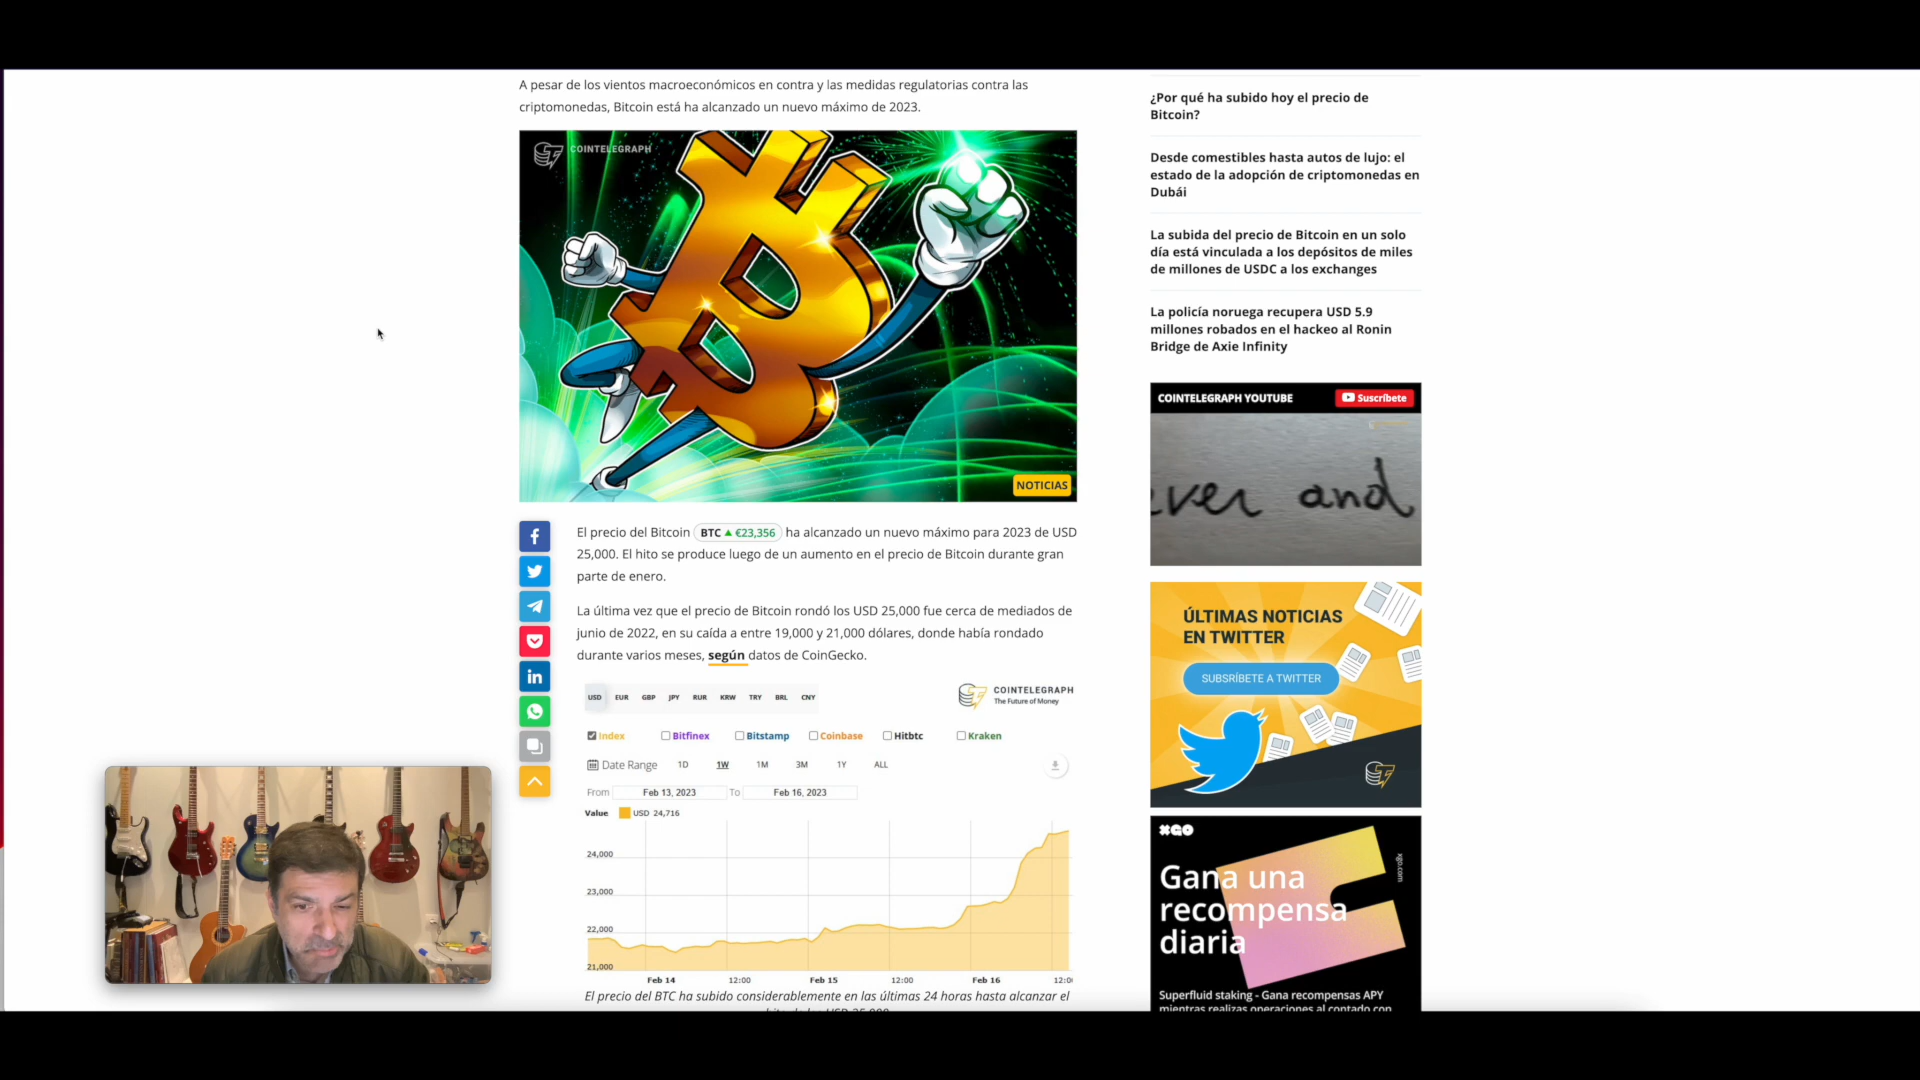 A pesar de los vientos macroeconómicos en contra y las medidas regulatorias contra las
criptomonedas, Bitcoin está ha alcanzado un nuevo máximo de 2023.
COINTELEGRAPH
NOTICIAS
El precio del Bitcoin BTC ▲ €23,356 ha alcanzado un nuevo máximo para 2023 de USD
25,000. El hito se produce luego de un aumento en el precio de Bitcoin durante gran
parte de enero.
La última vez que el precio de Bitcoin rondó los USD 25,000 fue cerca de mediados de
junio de 2022, en su caída a entre 19,000 y 21,000 dólares, donde había rondado
durante varios meses, según datos de CoinGecko.
USD EUR GBP JPY RUR KRW TRY BRL CNY
COINTELEGRAPH
The Future of Money
Index Bitfinex Bitstamp Coinbase Hitbtc Kraken
Date Range 1D 1W 1M 3M 1Y ALL
From Feb 13, 2023 To Feb 16, 2023
Value USD 24,716
24,000
23,000
22,000
21,000
Feb 14 12:00 Feb 15 12:00 Feb 16 12:0
El precio del BTC ha subido considerablemente en las últimas 24 horas hasta alcanzar el
¿Por qué ha subido hoy el precio de
Bitcoin?
Desde comestibles hasta autos de lujo: el
estado de la adopción de criptomonedas en
Dubái
La subida del precio de Bitcoin en un solo
día está vinculada a los depósitos de miles
de millones de USDC a los exchanges
La policía noruega recupera USD 5.9
millones robados en el hackeo al Ronin
Bridge de Axie Infinity
COINTELEGRAPH YOUTUBE
Suscríbete
ever and
ÚLTIMAS NOTICIAS
EN TWITTER
SUBSRÍBETE A TWITTER
XGO
xgo.com
Gana una
recompensa
diaria
Superfluid staking - Gana recompensas APY
mientras realizas operaciones al contado con